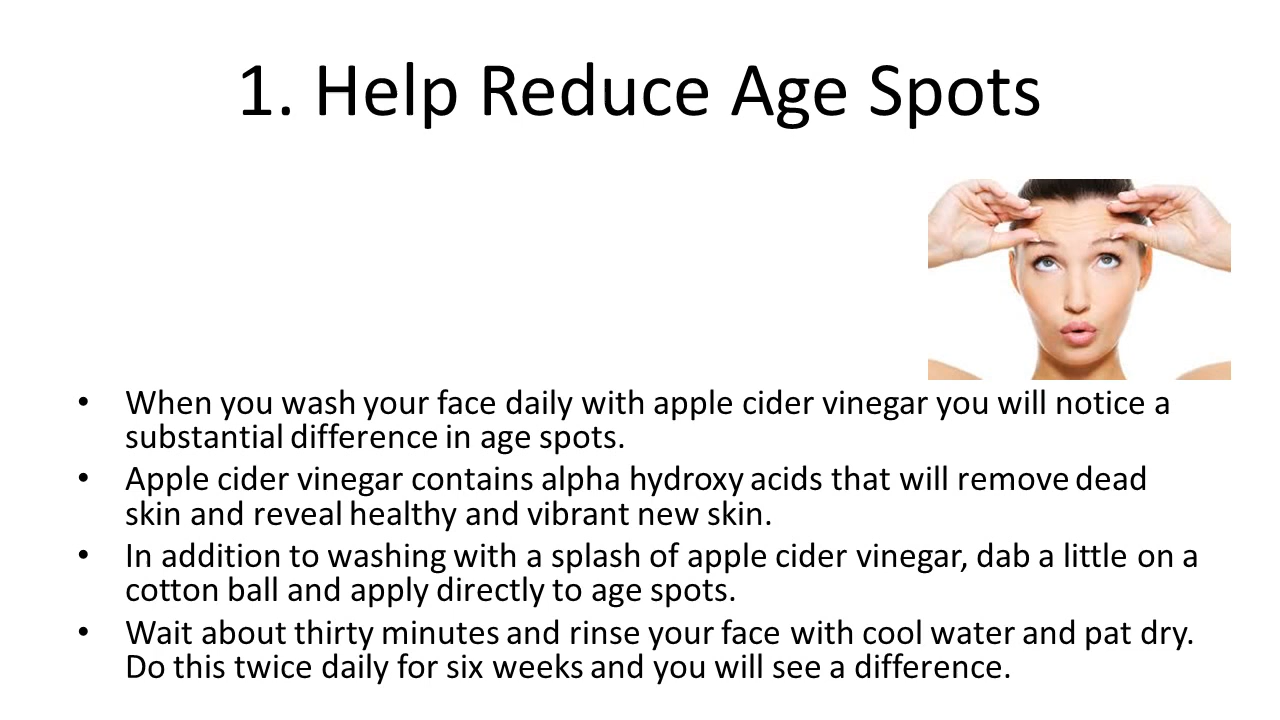 1. Help Reduce Age Spots
• When you wash your face daily with apple cider vinegar you will notice a
substantial difference in age spots.
• Apple cider vinegar contains alpha hydroxy acids that will remove dead
skin and reveal healthy and vibrant new skin.
• In addition to washing with a splash of apple cider vinegar, dab a little on a
cotton ball and apply directly to age spots.
• Wait about thirty minutes and rinse your face with cool water and pat dry.
Do this twice daily for six weeks and you will see a difference.